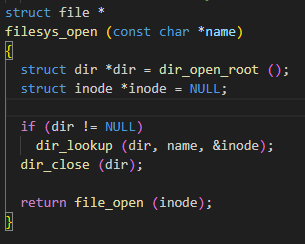 struct file *
filesys_open (const char *name)
{
struct dir *dir = dir_open_root ();
struct inode *inode = NULL;
if (dir != NULL)
dir_lookup (dir, name, &inode);
dir_close (dir);
return file_open (inode);
}